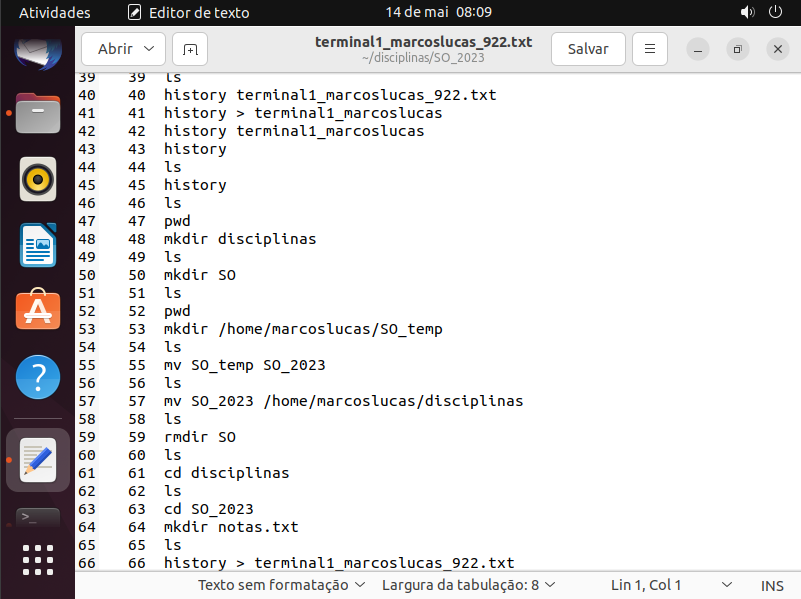 Atividades Editor de texto 14 de mai 08:09
Abrir terminal1_marcoslucas_922.txt Salvar
~/disciplinas/SO_2023
39 39 ls
40 40 history terminal1_marcoslucas_922.txt
41 41 history > terminal1_marcoslucas
42 42 history terminal1_marcoslucas
43 43 history
44 44 ls
45 45 history
46 46 ls
47 47 pwd
48 48 mkdir disciplinas
49 49 ls
50 50 mkdir SO
51 51 ls
52 52 pwd
53 53 mkdir /home/marcoslucas/SO_temp
54 54 ls
55 55 mv SO_temp SO_2023
56 56 ls
57 57 mv SO_2023 /home/marcoslucas/disciplinas
58 58 ls
59 59 rmdir SO
60 60 ls
61 61 cd disciplinas
62 62 ls
63 63 cd SO_2023
64 64 mkdir notas.txt
65 65 ls
66 66 history > terminal1_marcoslucas_922.txt
Texto sem formatação Largura da tabulação: 8 Lin 1, Col 1 INS